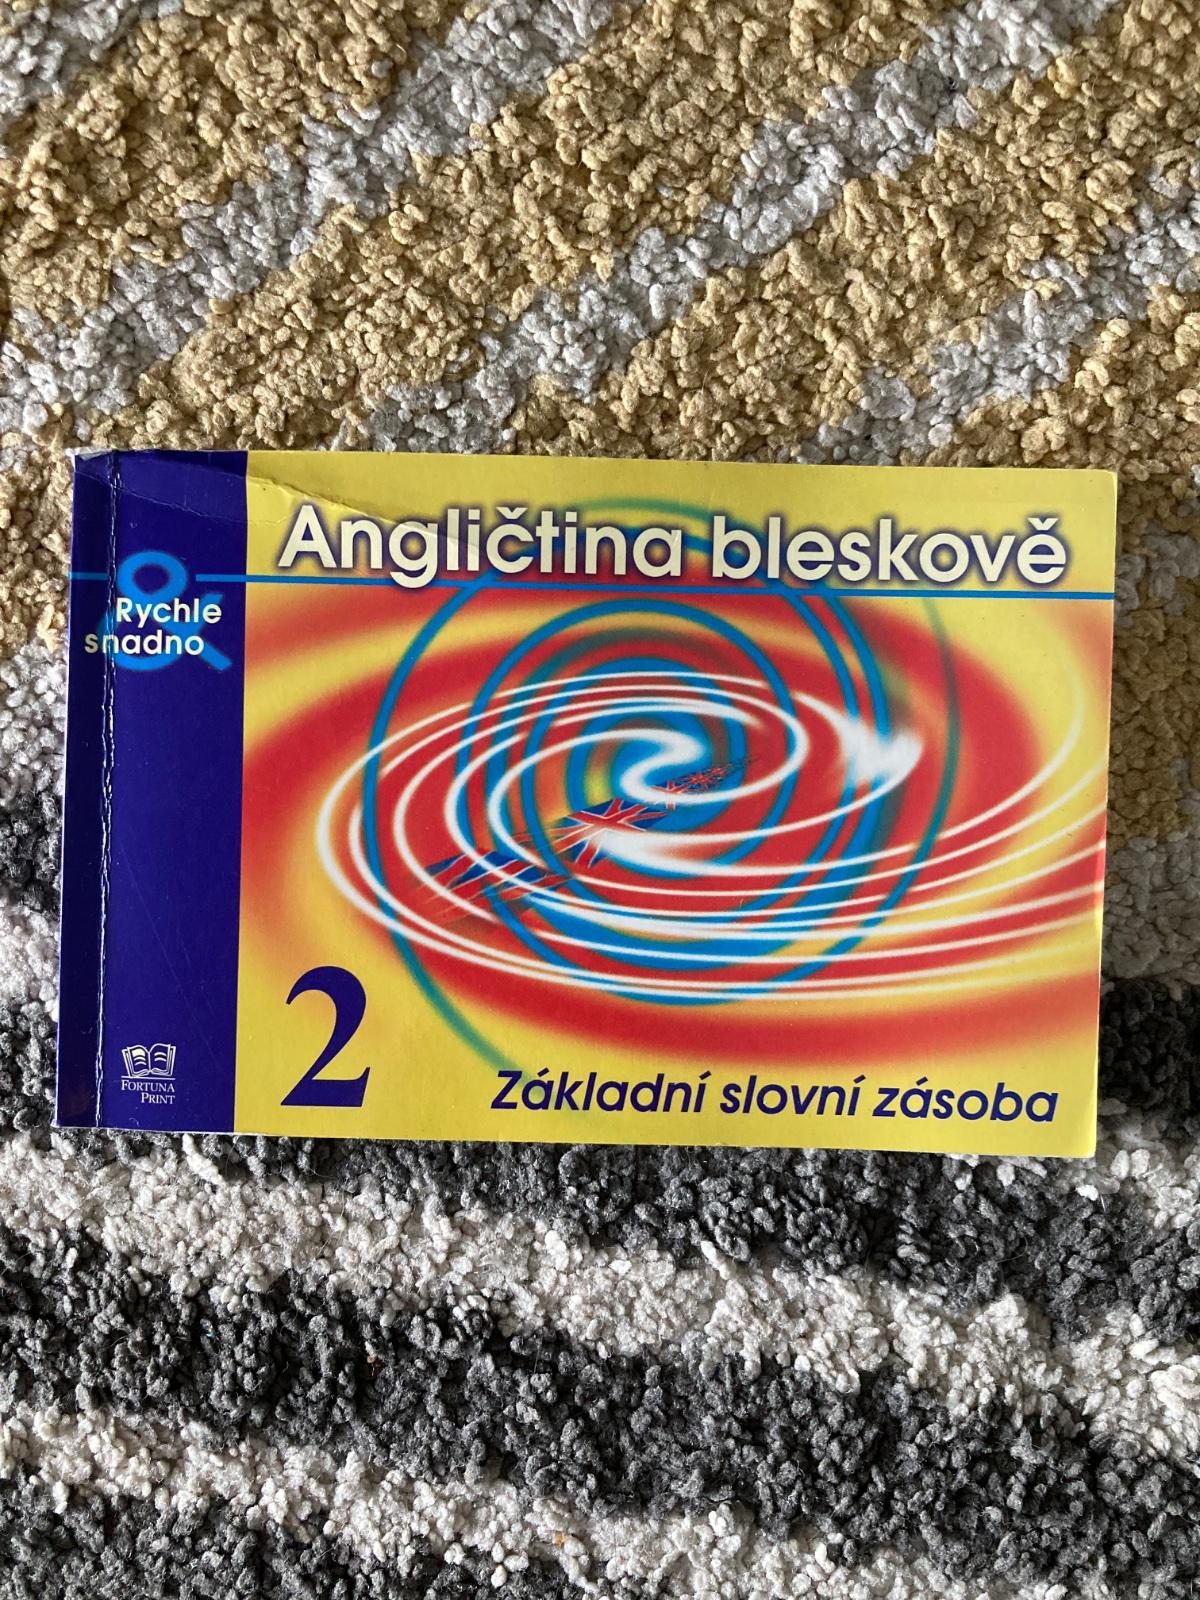 Angličtina bleskově
&
Rychle
snadno
2
Základní slovní zásoba
FORTUNA
PRINT